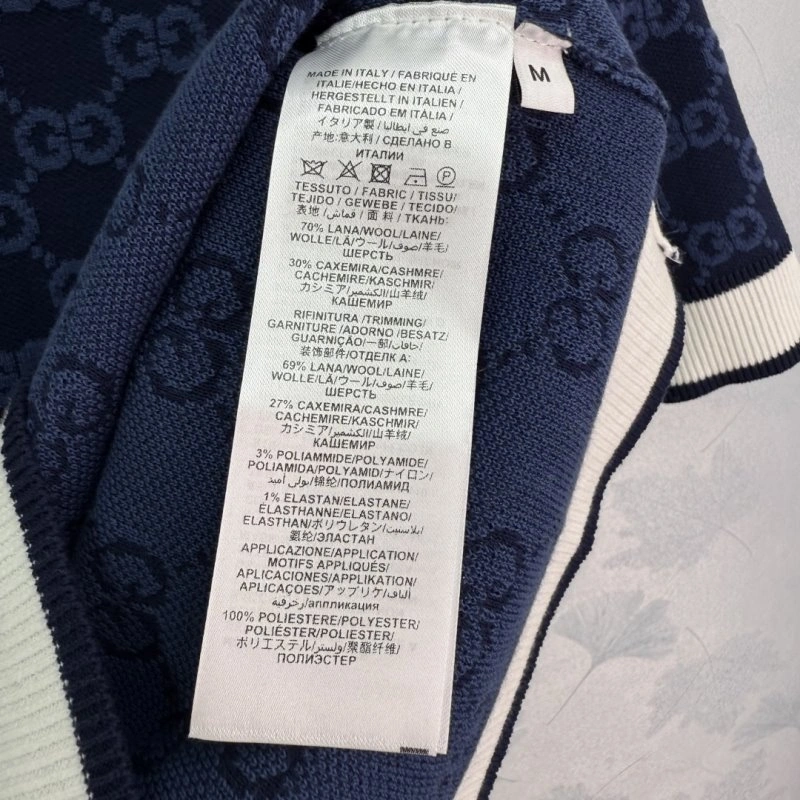 MADE IN ITALY / FABRIQUÉ EN
ITALIE/HECHO EN ITALIA/
HERGESTELLT IN ITALIEN /
FABRICADO EM ITÁLIA /
イタリア製 / صنع في ايطاليا /
产地:意大利 / СДЕЛАНО В
ИТАЛИИ
TESSUTO / FABRIC / TISSU/
TEJIDO / GEWEBE / TECIDO/
表地 / قماش / 面 料 / ТКАНЬ:
70% LANA/WOOL/LAINE/
WOLLE/LÃ/ウール/صوف/羊毛/
ШЕРСТЬ
30% CAXEMIRA/CASHMRE/
CACHEMIRE/KASCHMIR/
カシミア/الكشمير/山羊绒/
КАШЕМИР
RIFINITURA /TRIMMING/
GARNITURE /ADORNO /BESATZ/
GUARNIÇÃO/一部/حافات/
装饰部件/ОТДЕЛК А:
69% LANA/WOOL/LAINE/
WOLLE/LÃ/ウール/صوف/羊毛/
ШЕРСТЬ
27% CAXEMIRA/CASHMRE/
CACHEMIRE/KASCHMIR/
カシミア/الكشمير/山羊绒/
КАШЕМИР
3% POLIAMMIDE/POLYAMIDE/
POLIAMIDA/POLYAMID/ナイロン/
بولى أميد/锦纶/ПОЛИАМИД
1% ELASTAN/ELASTANE/
ÉLASTHANNE/ELASTANO/
ELASTHAN/ポリウレタン/ايلاستين/
氨纶/ЭЛАСТАН
APPLICAZIONE/APPLICATION/
MOTIFS APPLIQUÉS/
APLICACIONES/APPLIKATION/
APLICAÇOES/アップリケ/
زخرفية/аппликация
100% POLIESTERE/POLYESTER/
POLIÉSTER/POLYESTER/
ポリエステル/بولستر/聚酯纤维/
ПОЛИЭСТЕР
M